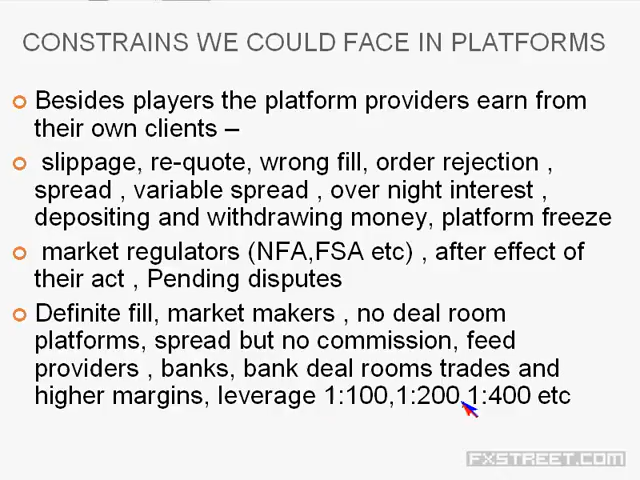 CONSTRAINS WE COULD FACE IN PLATFORMS
Besides players the platform providers earn from
their own clients –
slippage, re-quote, wrong fill, order rejection ,
spread , variable spread , over night interest ,
depositing and withdrawing money, platform freeze
market regulators (NFA,FSA etc) , after effect of
their act , Pending disputes
Definite fill, market makers , no deal room
platforms, spread but no commission, feed
providers , banks, bank deal rooms trades and
higher margins, leverage 1:100,1:200,1:400 etc
FXSTREET.COM